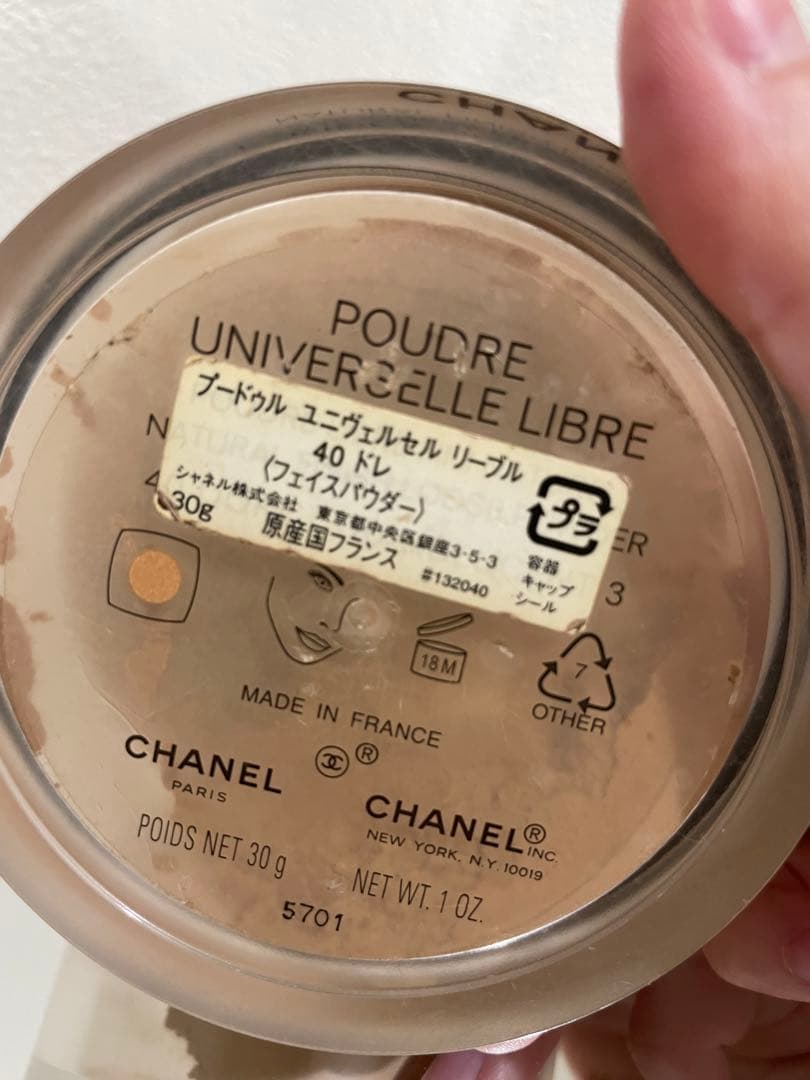 CHAN
POUDRE
UNIVERSELLE LIBRE
プードゥル ユニヴェルセル リーブル
40 ドレ
(フェイスパウダー)
シャネル株式会社 東京都中央区銀座3-5-3
30g 原産国フランス #132040
プラ
容器
キャップ
シール
ER
3
18M
7
OTHER
MADE IN FRANCE
®
CHANEL
PARIS
CHANEL®
INC.
NEW YORK, N.Y. 10019
POIDS NET 30 g
NET WT. 1 OZ.
5701